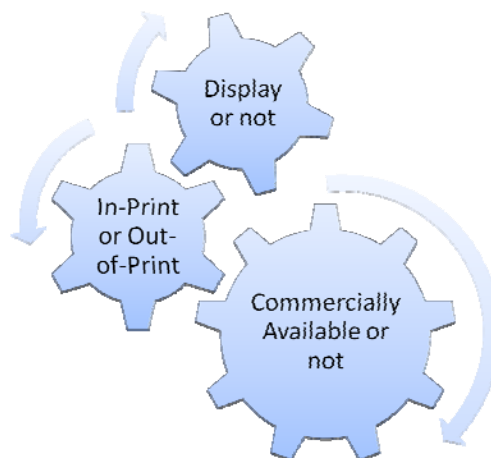 Display
or not
In-Print
or Out-
of-Print
Commercially
Available or
not